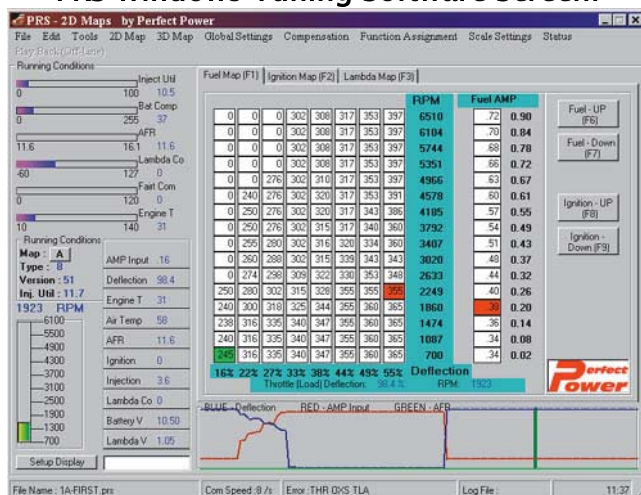 PRS - 2D Maps by Perfect Power
File Edit Tools 2D Map 3D Map Global Settings Compensation Function Assignment Scale Settings Status
Play Back (Off-Lane)
Running Conditions
Inject Util
0 100 10.5
Bat Comp
0 255 37
AFR
11.6 16.1 11.6
Lambda Co
-60 127 0
Fast Com
0 120 0
Engine T
10 140 31
Running Conditions
Map : A
Type : 8
Version : 51
Inj. Util : 11.7
1923 RPM
6100
5500
4900
4300
3700
3100
2500
1900
1300
700
Setup Display
AMP Input .16
Deflection 98.4
Engine T 31
Air Temp 58
AFR 11.6
Ignition 0
Injection 3.6
Lambda Co 0
Battery V 10.50
Lambda V 1.05
Fuel Map (F1) Ignition Map (F2) Lambda Map (F3)
RPM Fuel AMP
0 0 0 302 308 317 353 397 6510 .72 0.90
0 0 0 302 308 317 353 397 6104 .70 0.84
0 0 0 302 308 317 353 397 5744 .68 0.78
0 0 0 302 308 317 353 397 5351 .66 0.72
0 0 276 302 310 317 353 397 4966 .63 0.67
0 240 276 302 320 317 353 391 4578 .60 0.61
0 250 276 302 320 317 343 386 4185 .57 0.55
0 250 276 302 315 317 340 360 3792 .54 0.49
0 255 280 302 316 320 334 360 3407 .51 0.43
0 260 288 302 315 339 343 343 3020 .48 0.37
0 274 298 309 322 330 353 348 2633 .44 0.32
250 280 302 315 328 355 355 355 2249 .40 0.26
240 300 318 325 344 355 360 365 1860 .38 0.20
238 316 335 340 347 355 360 365 1474 .36 0.14
240 316 335 340 347 355 360 365 1087 .34 0.08
245 316 335 340 347 355 360 365 700 .34 0.02
16% 22% 27% 33% 38% 44% 49% 55% Deflection
Throttle (Load) Deflection: 98.4 % RPM: 1923
Fuel - UP (F6)
Fuel - Down (F7)
Ignition - UP (F8)
Ignition - Down (F9)
Perfect Power
BLUE - Deflection RED - AMP Input GREEN - AFR
File Name : 1A-FIRST.prs Com Speed :8 /s Error :THR OXS TLA Log File : 11:37